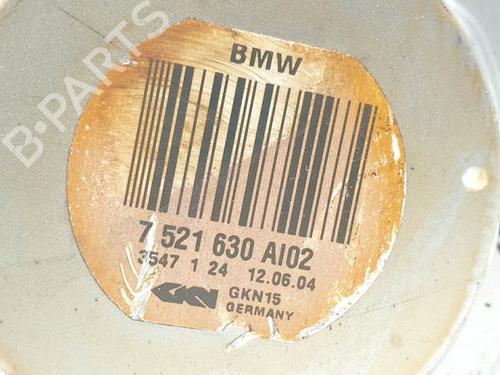 BMW
B-PARTS
7 521 630 AI02
3547 1 24 12.06.04
GKN GKN15
GERMANY